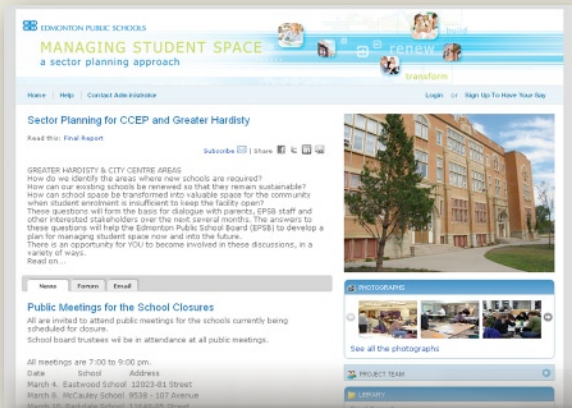 EDMONTON PUBLIC SCHOOLS
MANAGING STUDENT SPACE
a sector planning approach
build
renew
transform
Home | Help | Contact Administrator
Login or Sign Up To Have Your Say
Sector Planning for CCEP and Greater Hardisty
Read this: Final Report
Subscribe | Share
GREATER HARDISTY & CITY CENTRE AREAS
How do we identify the areas where new schools are required?
How can our existing schools be renewed so that they remain sustainable?
How can school space be transformed into valuable space for the community
when student enrolment is insufficient to keep the facility open?
These questions will form the basis for dialogue with parents, EPSB staff and
other interested stakeholders over the next several months. The answers to
these questions will help the Edmonton Public School Board (EPSB) to develop a
plan for managing student space now and into the future.
There is an opportunity for YOU to become involved in these discussions, in a
variety of ways.
Read on...
News Forum Email
Public Meetings for the School Closures
All are invited to attend public meetings for the schools currently being
scheduled for closure.
School board trustees will be in attendance at all public meetings.
All meetings are 7:00 to 9:00 pm.
Date School Address
March 4. Eastwood School 12023-81 Street
March 8. McCauley School 9538 - 107 Avenue
March 10. Parkdale School 11648-85 Street
PHOTOGRAPHS
See all the photographs
PROJECT TEAM
LIBRARY